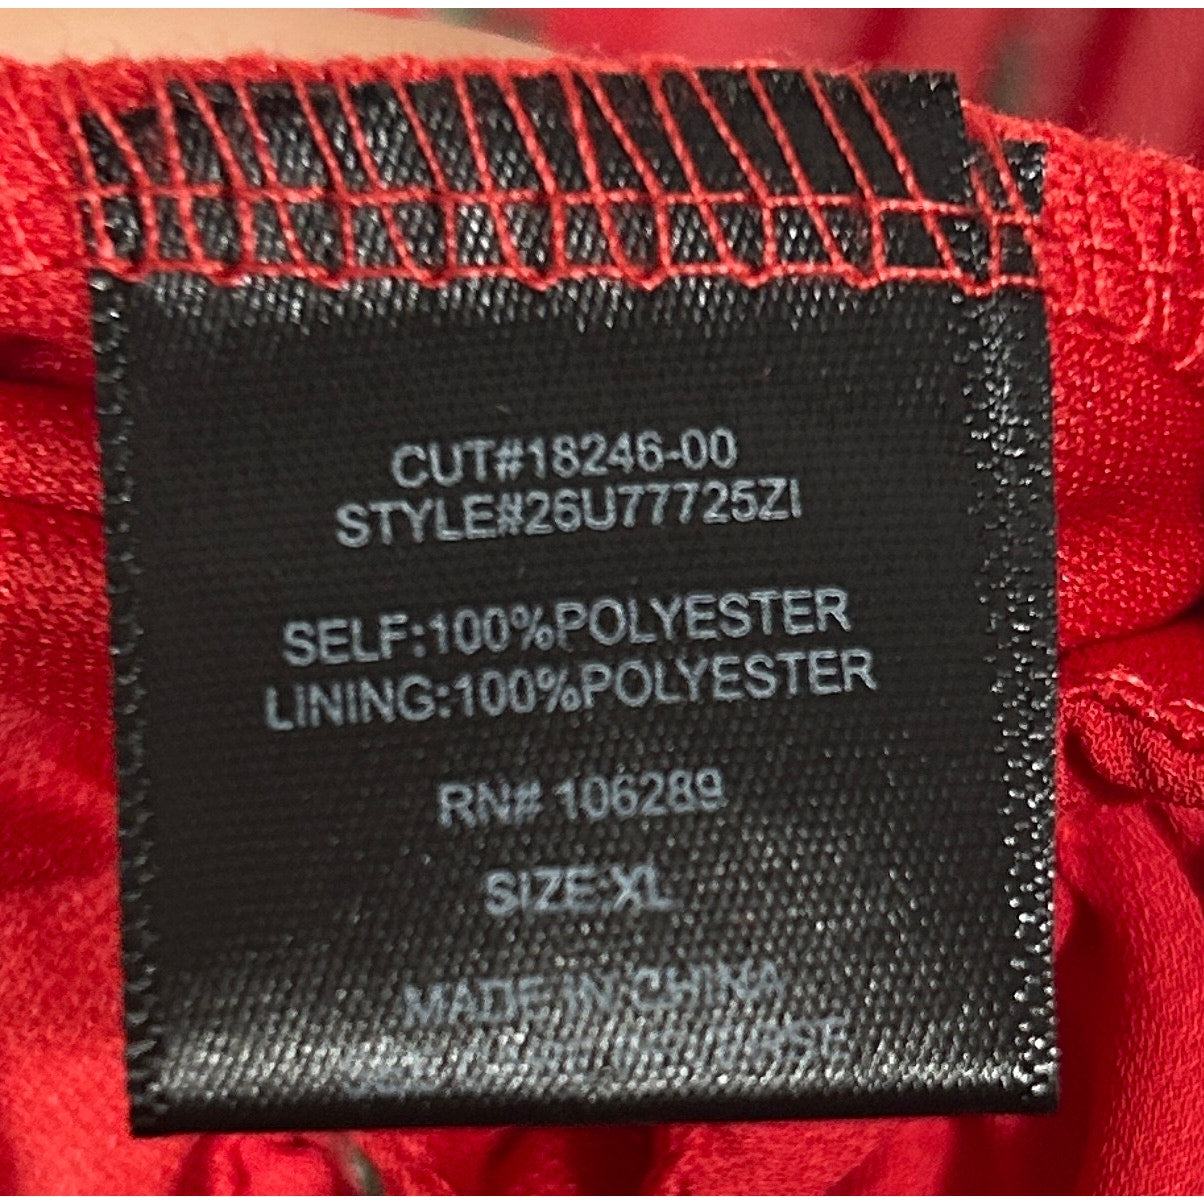 CUT#18246-00
STYLE#26U77725ZI
SELF:100%POLYESTER
LINING:100%POLYESTER
RN# 106289
SIZE:XL
MADE IN CHINA